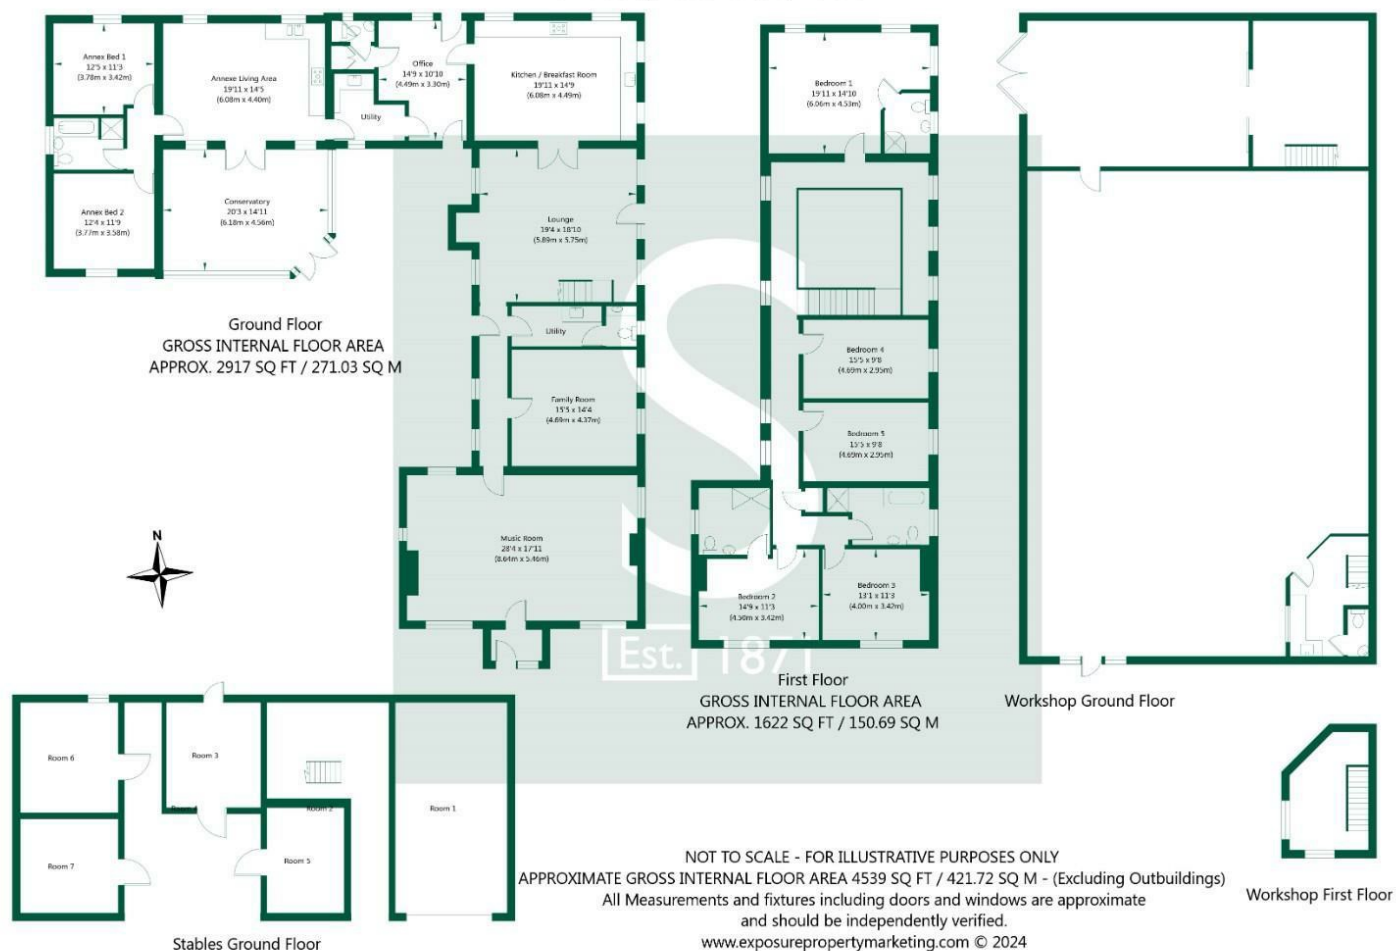 Annex Bed 1
12'5 x 11'3
(3.78m x 3.42m)
Annexe Living Area
19'11 x 14'5
(6.08m x 4.40m)
Office
14'9 x 10'10
(4.49m x 3.30m)
Utility
Kitchen / Breakfast Room
19'11 x 14'9
(6.08m x 4.49m)
Annex Bed 2
12'4 x 11'9
(3.77m x 3.58m)
Conservatory
20'3 x 14'11
(6.18m x 4.56m)
Lounge
19'4 x 18'10
(5.89m x 5.75m)
Utility
Family Room
15'5 x 14'4
(4.69m x 4.37m)
Music Room
28'4 x 17'11
(8.64m x 5.46m)
Ground Floor
GROSS INTERNAL FLOOR AREA
APPROX. 2917 SQ FT / 271.03 SQ M
N
Bedroom 1
19'11 x 14'10
(6.06m x 4.53m)
Bedroom 4
15'5 x 9'8
(4.69m x 2.95m)
Bedroom 5
15'5 x 9'8
(4.69m x 2.95m)
Bedroom 2
14'9 x 11'3
(4.50m x 3.42m)
Bedroom 3
13'1 x 11'3
(4.00m x 3.42m)
S
Est. 1871
First Floor
GROSS INTERNAL FLOOR AREA
APPROX. 1622 SQ FT / 150.69 SQ M
Workshop Ground Floor
Room 6
Room 3
Room 4
Room 2
Room 1
Room 7
Room 5
Stables Ground Floor
Workshop First Floor
NOT TO SCALE - FOR ILLUSTRATIVE PURPOSES ONLY
APPROXIMATE GROSS INTERNAL FLOOR AREA 4539 SQ FT / 421.72 SQ M - (Excluding Outbuildings)
All Measurements and fixtures including doors and windows are approximate
and should be independently verified.
www.exposurepropertymarketing.com © 2024